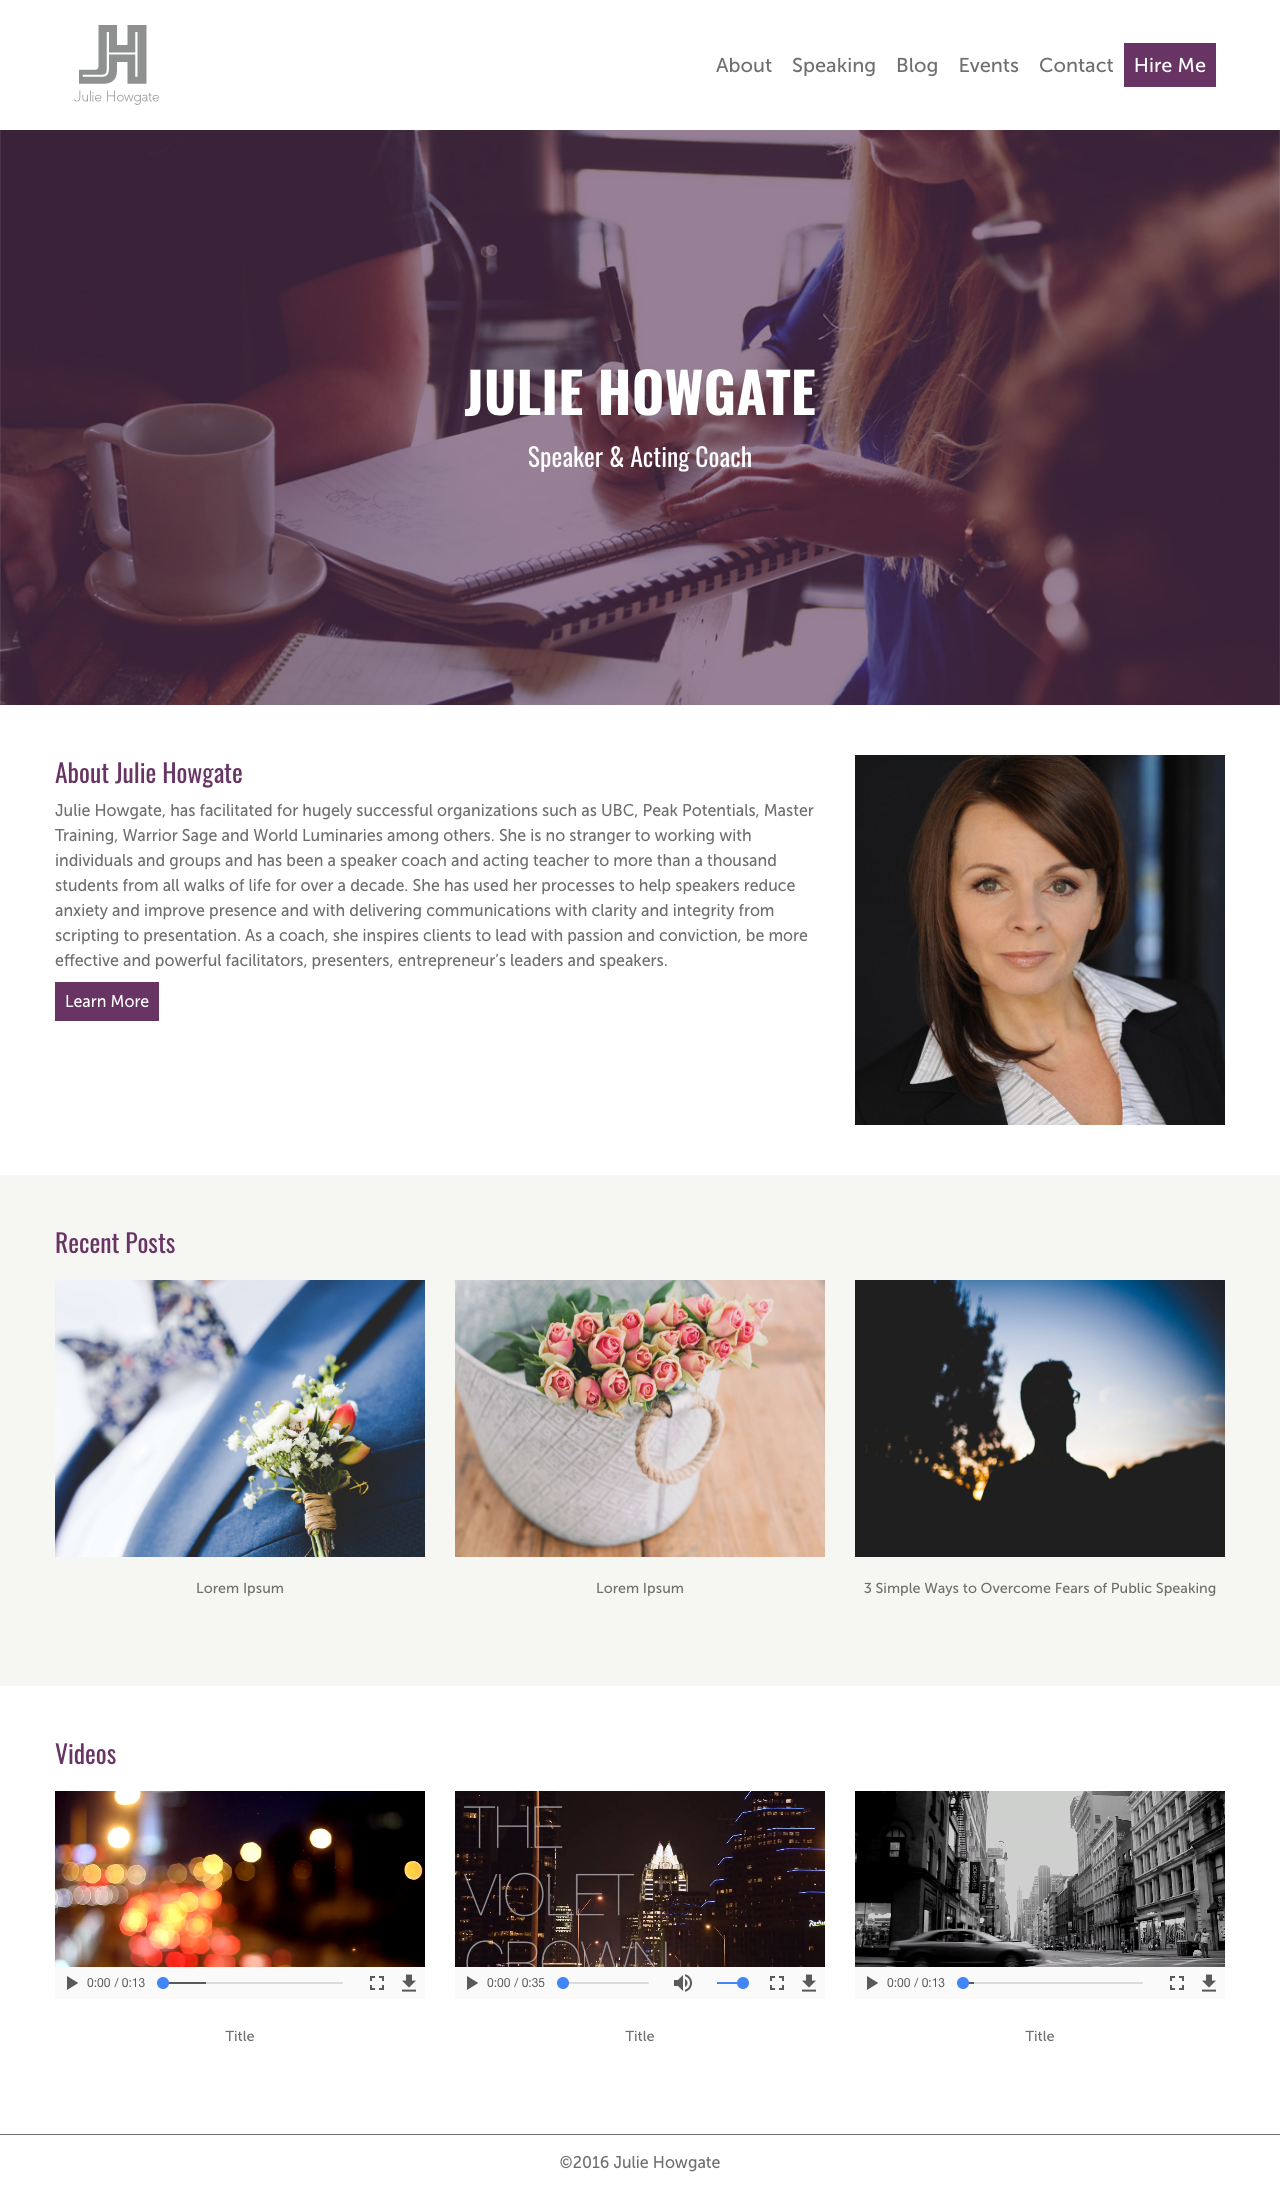 JH
Julie Howgate
About Speaking Blog Events Contact Hire Me
JULIE HOWGATE
Speaker & Acting Coach
About Julie Howgate
Julie Howgate, has facilitated for hugely successful organizations such as UBC, Peak Potentials, Master
Training, Warrior Sage and World Luminaries among others. She is no stranger to working with
individuals and groups and has been a speaker coach and acting teacher to more than a thousand
students from all walks of life for over a decade. She has used her processes to help speakers reduce
anxiety and improve presence and with delivering communications with clarity and integrity from
scripting to presentation. As a coach, she inspires clients to lead with passion and conviction, be more
effective and powerful facilitators, presenters, entrepreneur’s leaders and speakers.
Learn More
Recent Posts
Lorem Ipsum
Lorem Ipsum
3 Simple Ways to Overcome Fears of Public Speaking
Videos
THE
VIOLET
CROWN
0:00 / 0:13
0:00 / 0:35
0:00 / 0:13
Title
Title
Title
©2016 Julie Howgate